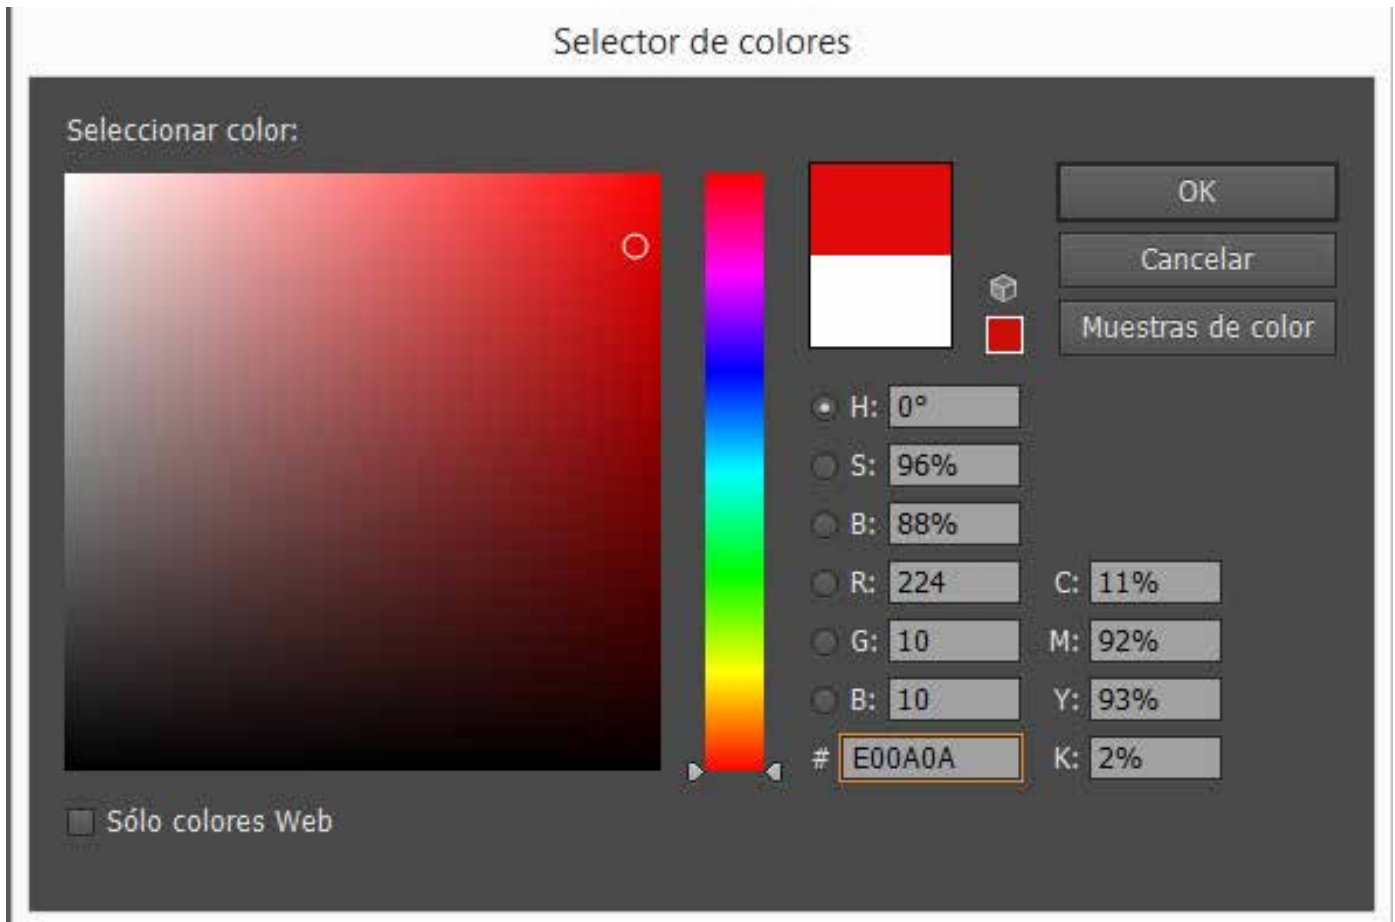 Selector de colores
Seleccionar color:
OK
Cancelar
Muestras de color
H: 0°
S: 96%
B: 88%
R: 224
C: 11%
G: 10
M: 92%
B: 10
Y: 93%
# E00A0A
K: 2%
Sólo colores Web